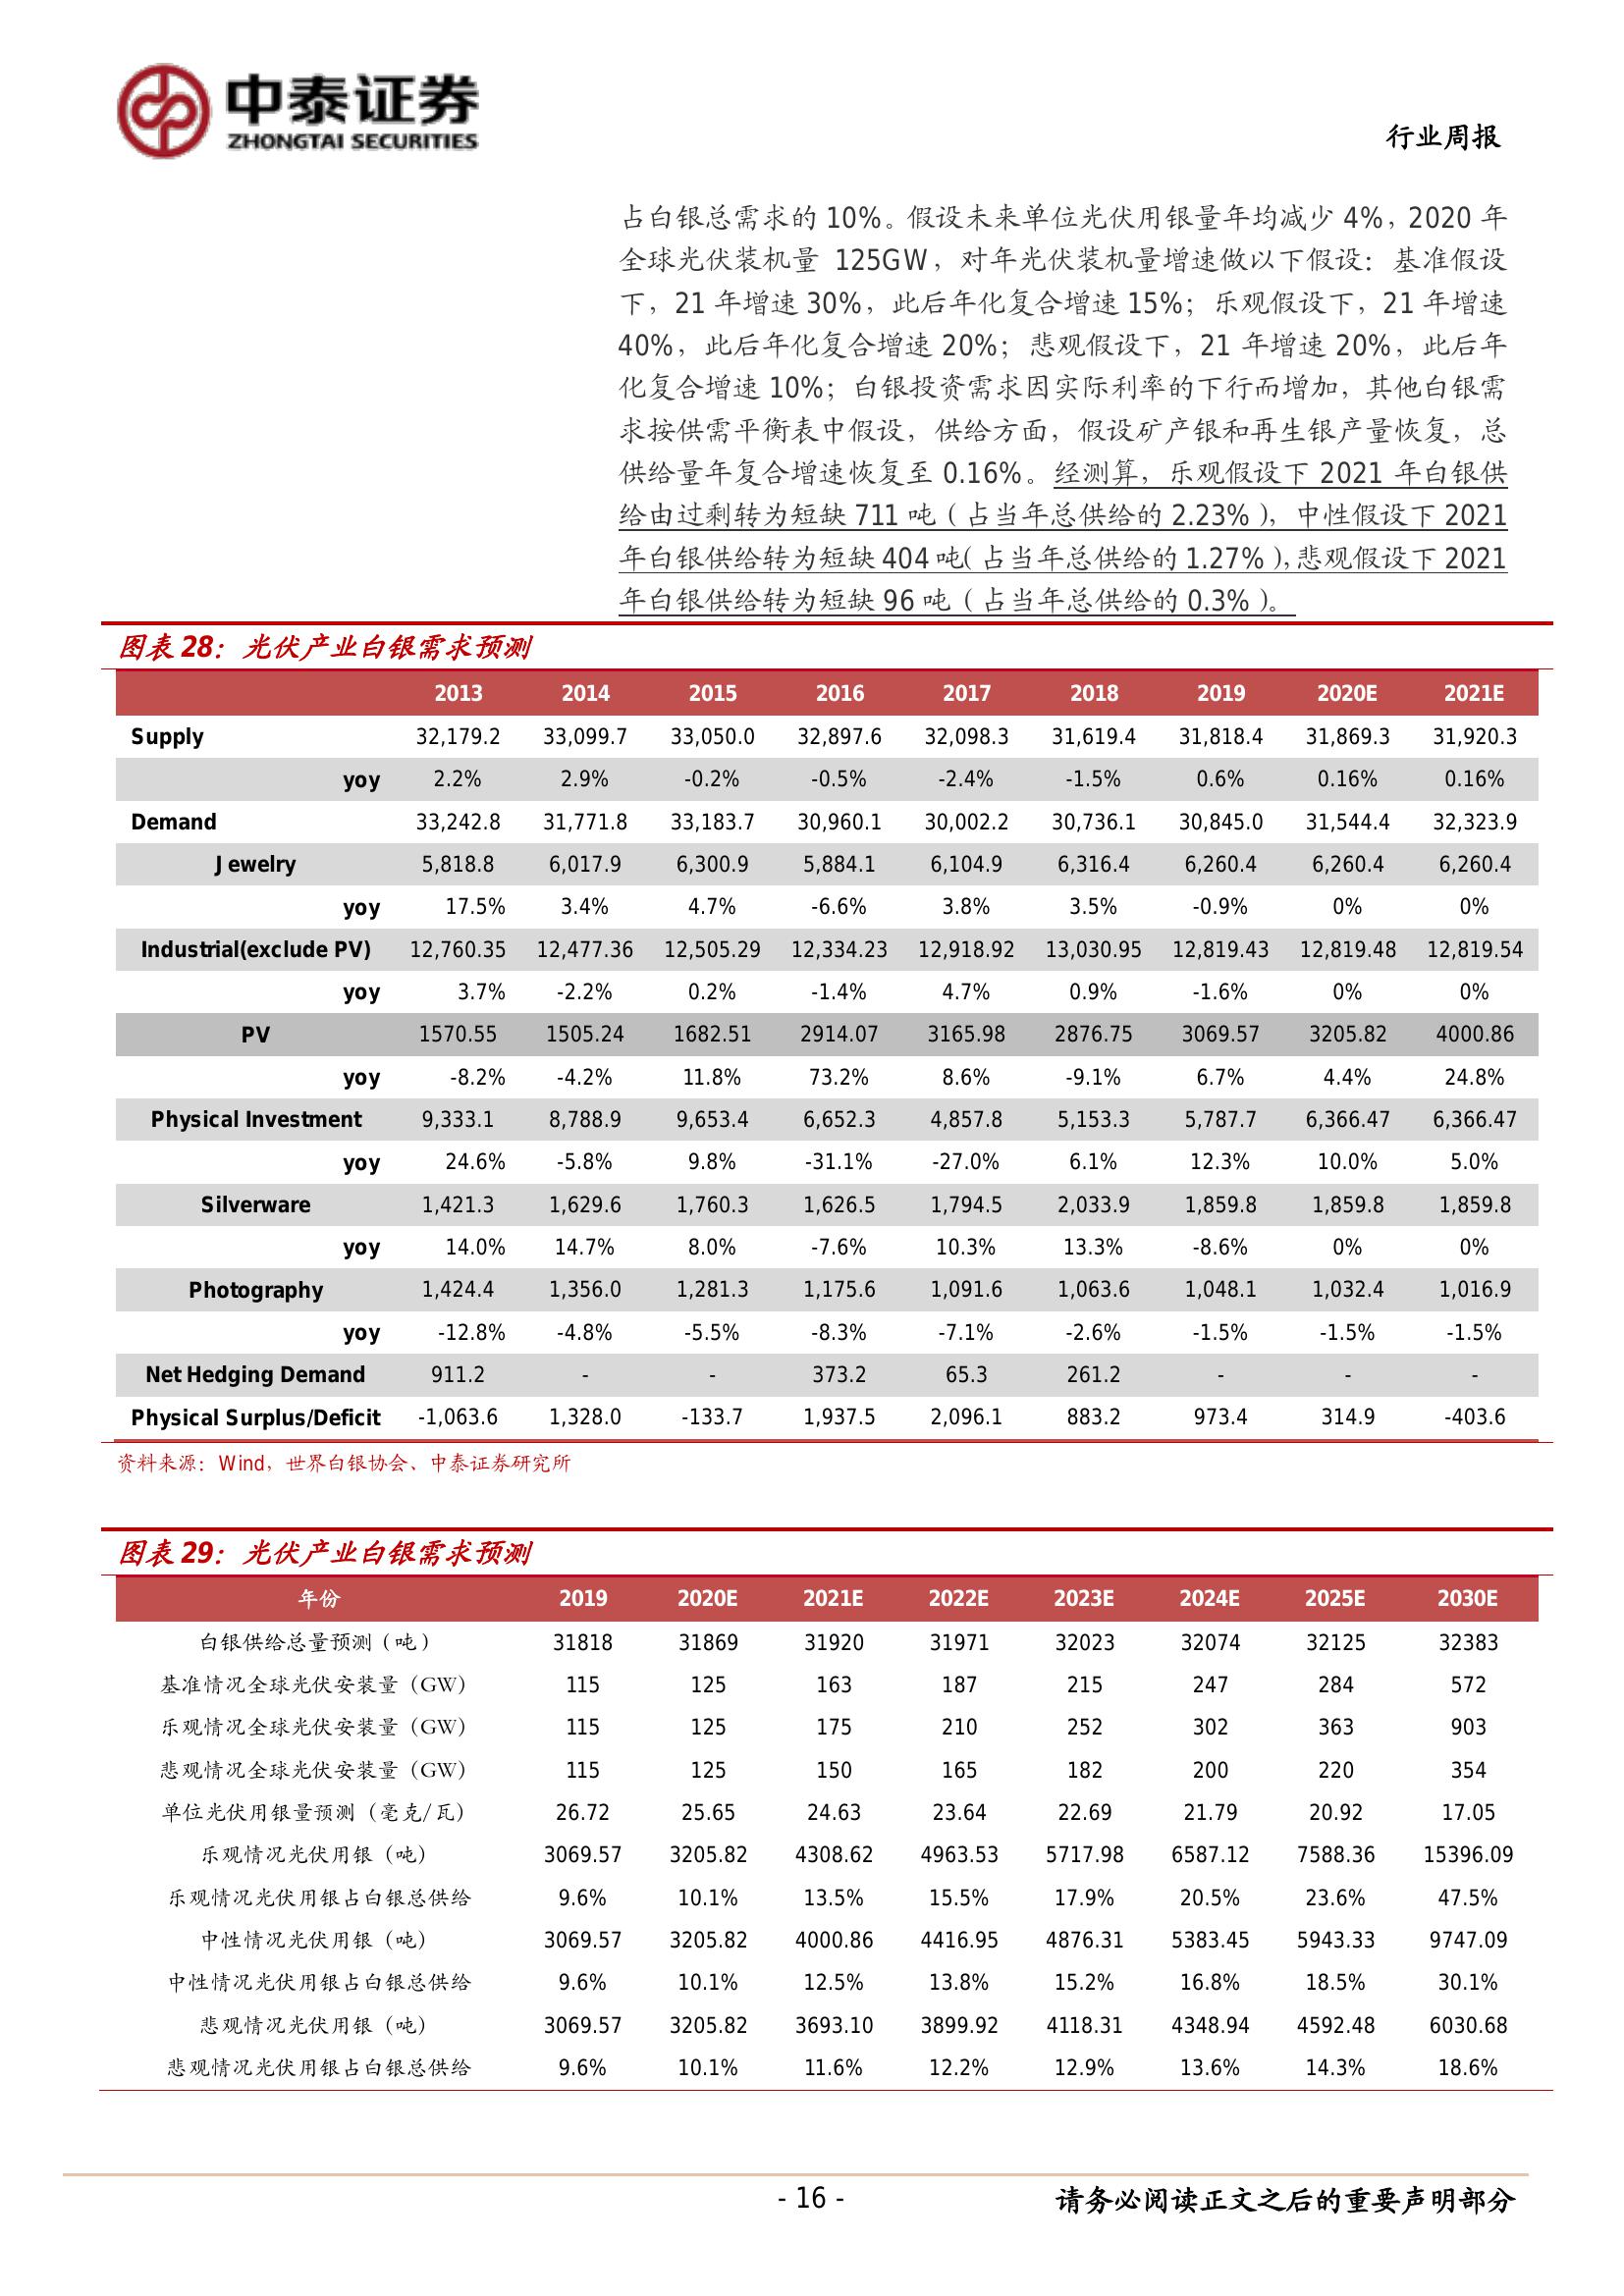 中泰证券
ZHONGTAI SECURITIES
行业周报
占白银总需求的 10%。假设未来单位光伏用银量年均减少 4%，2020 年
全球光伏装机量 125GW，对年光伏装机量增速做以下假设：基准假设
下，21 年增速 30%，此后年化复合增速 15%；乐观假设下，21 年增速
40%，此后年化复合增速 20%；悲观假设下，21 年增速 20%，此后年
化复合增速 10%；白银投资需求因实际利率的下行而增加，其他白银需
求按供需平衡表中假设，供给方面，假设矿产银和再生银产量恢复，总
供给量年复合增速恢复至 0.16%。经测算，乐观假设下 2021 年白银供
给由过剩转为短缺 711 吨（占当年总供给的 2.23%），中性假设下 2021
年白银供给转为短缺 404 吨（占当年总供给的 1.27%），悲观假设下 2021
年白银供给转为短缺 96 吨（占当年总供给的 0.3%）。
图表 28：光伏产业白银需求预测
2013 2014 2015 2016 2017 2018 2019 2020E 2021E
Supply 32,179.2 33,099.7 33,050.0 32,897.6 32,098.3 31,619.4 31,818.4 31,869.3 31,920.3
yoy 2.2% 2.9% -0.2% -0.5% -2.4% -1.5% 0.6% 0.16% 0.16%
Demand 33,242.8 31,771.8 33,183.7 30,960.1 30,002.2 30,736.1 30,845.0 31,544.4 32,323.9
Jewelry 5,818.8 6,017.9 6,300.9 5,884.1 6,104.9 6,316.4 6,260.4 6,260.4 6,260.4
yoy 17.5% 3.4% 4.7% -6.6% 3.8% 3.5% -0.9% 0% 0%
Industrial(exclude PV) 12,760.35 12,477.36 12,505.29 12,334.23 12,918.92 13,030.95 12,819.43 12,819.48 12,819.54
yoy 3.7% -2.2% 0.2% -1.4% 4.7% 0.9% -1.6% 0% 0%
PV 1570.55 1505.24 1682.51 2914.07 3165.98 2876.75 3069.57 3205.82 4000.86
yoy -8.2% -4.2% 11.8% 73.2% 8.6% -9.1% 6.7% 4.4% 24.8%
Physical Investment 9,333.1 8,788.9 9,653.4 6,652.3 4,857.8 5,153.3 5,787.7 6,366.47 6,366.47
yoy 24.6% -5.8% 9.8% -31.1% -27.0% 6.1% 12.3% 10.0% 5.0%
Silverware 1,421.3 1,629.6 1,760.3 1,626.5 1,794.5 2,033.9 1,859.8 1,859.8 1,859.8
yoy 14.0% 14.7% 8.0% -7.6% 10.3% 13.3% -8.6% 0% 0%
Photography 1,424.4 1,356.0 1,281.3 1,175.6 1,091.6 1,063.6 1,048.1 1,032.4 1,016.9
yoy -12.8% -4.8% -5.5% -8.3% -7.1% -2.6% -1.5% -1.5% -1.5%
Net Hedging Demand 911.2 - - 373.2 65.3 261.2 - - -
Physical Surplus/Deficit -1,063.6 1,328.0 -133.7 1,937.5 2,096.1 883.2 973.4 314.9 -403.6
资料来源：Wind，世界白银协会、中泰证券研究所
图表 29：光伏产业白银需求预测
年份 2019 2020E 2021E 2022E 2023E 2024E 2025E 2030E
白银供给总量预测（吨） 31818 31869 31920 31971 32023 32074 32125 32383
基准情况全球光伏安装量（GW） 115 125 163 187 215 247 284 572
乐观情况全球光伏安装量（GW） 115 125 175 210 252 302 363 903
悲观情况全球光伏安装量（GW） 115 125 150 165 182 200 220 354
单位光伏用银量预测（毫克/瓦） 26.72 25.65 24.63 23.64 22.69 21.79 20.92 17.05
乐观情况光伏用银（吨） 3069.57 3205.82 4308.62 4963.53 5717.98 6587.12 7588.36 15396.09
乐观情况光伏用银占白银总供给 9.6% 10.1% 13.5% 15.5% 17.9% 20.5% 23.6% 47.5%
中性情况光伏用银（吨） 3069.57 3205.82 4000.86 4416.95 4876.31 5383.45 5943.33 9747.09
中性情况光伏用银占白银总供给 9.6% 10.1% 12.5% 13.8% 15.2% 16.8% 18.5% 30.1%
悲观情况光伏用银（吨） 3069.57 3205.82 3693.10 3899.92 4118.31 4348.94 4592.48 6030.68
悲观情况光伏用银占白银总供给 9.6% 10.1% 11.6% 12.2% 12.9% 13.6% 14.3% 18.6%
- 16 -
请务必阅读正文之后的重要声明部分